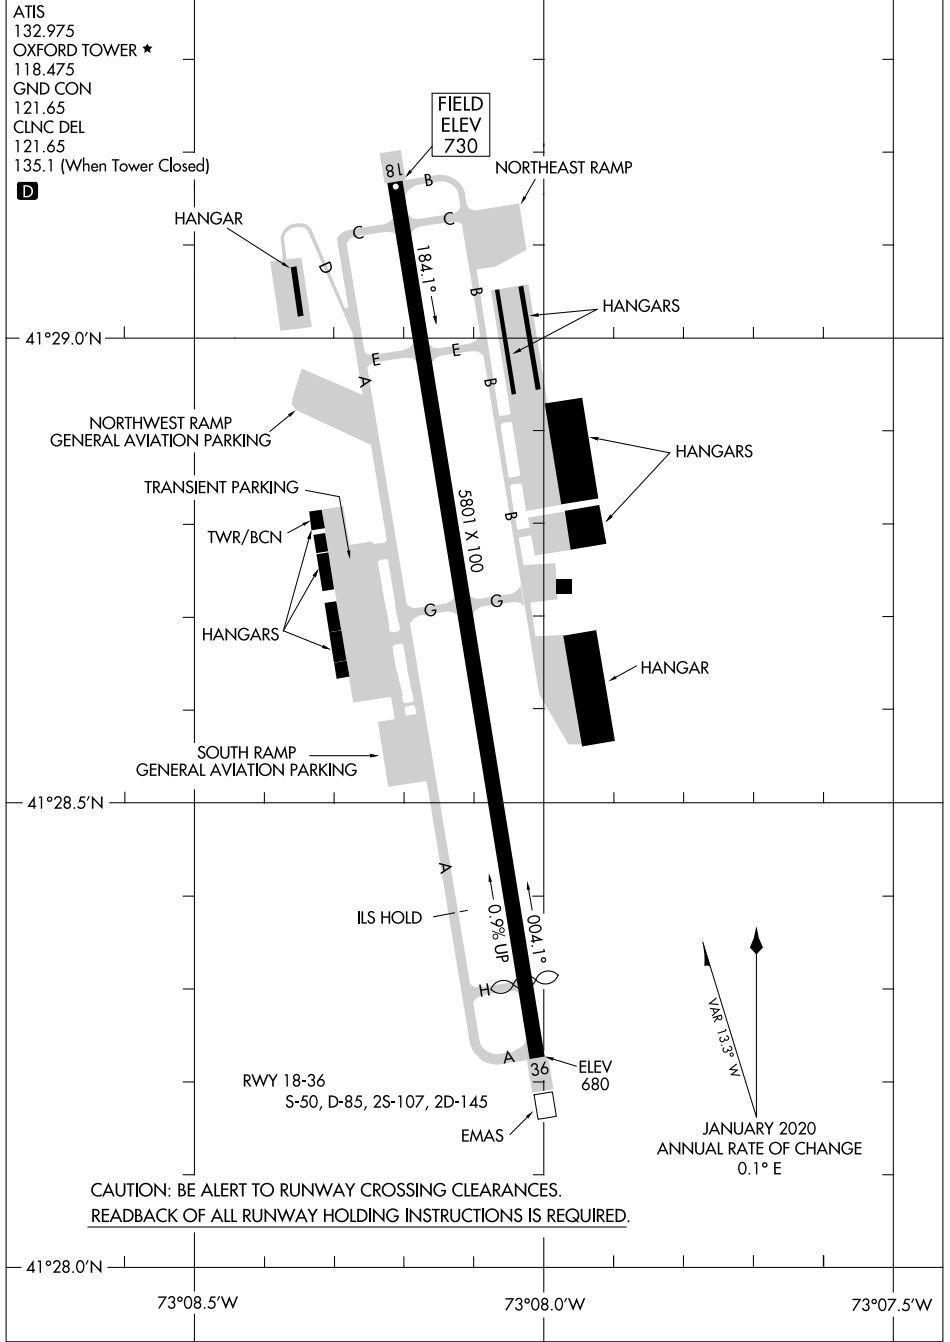 ATIS
132.975
OXFORD TOWER ★
118.475
GND CON
121.65
CLNC DEL
121.65
135.1 (When Tower Closed)
D
FIELD
ELEV
730
18
B
NORTHEAST RAMP
HANGAR
C
C
D
184.1°
B
HANGARS
41°29.0'N
E
E
A
B
NORTHWEST RAMP
GENERAL AVIATION PARKING
HANGARS
TRANSIENT PARKING
5801 X 100
B
TWR/BCN
G
G
HANGARS
HANGAR
SOUTH RAMP
GENERAL AVIATION PARKING
41°28.5'N
A
ILS HOLD
0.9% UP
004.1°
H
VAR 13.3° W
A
36
ELEV
680
RWY 18-36
S-50, D-85, 2S-107, 2D-145
EMAS
JANUARY 2020
ANNUAL RATE OF CHANGE
0.1° E
CAUTION: BE ALERT TO RUNWAY CROSSING CLEARANCES.
READBACK OF ALL RUNWAY HOLDING INSTRUCTIONS IS REQUIRED.
41°28.0'N
73°08.5'W
73°08.0'W
73°07.5'W